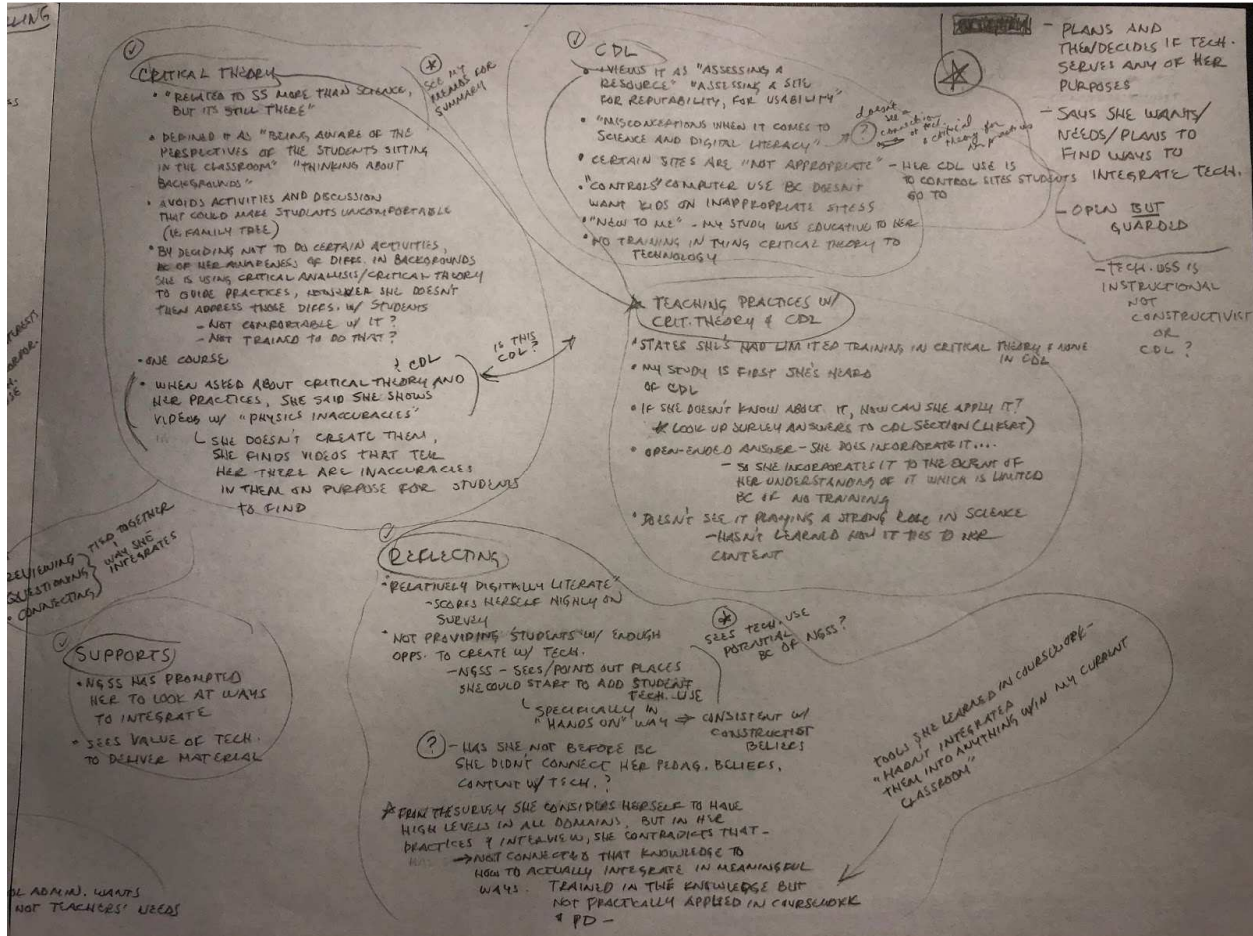 CRITICAL THEORY
• "RELATED TO SS MORE THAN SCIENCE,
BUT ITS STILL THERE"
• DEFINED IT AS "BEING AWARE OF THE
PERSPECTIVES OF THE STUDENTS SITTING
IN THE CLASSROOM" "THINKING ABOUT
BACKGROUNDS"
• AVOIDS ACTIVITIES AND DISCUSSION
THAT COULD MAKE STUDENTS UNCOMFORTABLE
(IE FAMILY TREE)
• BY DECIDING NOT TO DO CERTAIN ACTIVITIES,
BC OF HER AWARENESS OF DIFFS. IN BACKGROUNDS
SHE IS USING CRITICAL ANALYSIS/CRITICAL THEORY
TO GUIDE PRACTICES, HOWEVER SHE DOESN'T
THEN ADDRESS THOSE DIFFS. W/ STUDENTS
- NOT COMFORTABLE W/ IT?
- NOT TRAINED TO DO THAT?
• ONE COURSE
& CDL
• WHEN ASKED ABOUT CRITICAL THEORY AND
HER PRACTICES, SHE SAID SHE SHOWS
VIDEOS W/ "PHYSICS INACCURACIES"
SHE DOESN'T CREATE THEM,
SHE FINDS VIDEOS THAT TELL
HER THERE ARE INACCURACIES
IN THEM ON PURPOSE FOR STUDENTS
TO FIND
IS THIS
CDL?
SEE MY
MEMOS FOR
SUMMARY
CDL
• VIEWS IT AS "ASSESSING A
RESOURCE" "ASSESSING A SITE
FOR REPUTABILITY, FOR USABILITY"
• "MISCONCEPTIONS WHEN IT COMES TO
SCIENCE AND DIGITAL LITERACY"
?
doesn't
see
connection
of tech.
& critical
theory for
• CERTAIN SITES ARE "NOT APPROPRIATE" - HER CDL USE IS
TO CONTROL SITES STUDENTS
GO TO
• "CONTROLS" COMPUTER USE BC DOESN'T
WANT KIDS ON INAPPROPRIATE SITESS
• "NEW TO ME" - MY STUDY WAS EDUCATIVE TO HER
• NO TRAINING IN TYING CRITICAL THEORY TO
TECHNOLOGY
- PLANS AND
THEN DECIDES IF TECH.
SERVES ANY OF HER
PURPOSES
- SAYS SHE WANTS/
NEEDS/PLANS TO
FIND WAYS TO
INTEGRATE TECH.
- OPEN BUT
GUARDED
- TECH. USE IS
INSTRUCTIONAL
NOT
CONSTRUCTIVIST
OR
CDL?
TEACHING PRACTICES W/
CRIT. THEORY & CDL
• STATES SHE'S HAD LIMITED TRAINING IN CRITICAL THEORY & NONE
IN CDL
• MY STUDY IS FIRST SHE'S HEARD
OF CDL
• IF SHE DOESN'T KNOW ABOUT IT, HOW CAN SHE APPLY IT?
* LOOK UP SURVEY ANSWERS TO CDL SECTION (LIKERT)
• OPEN-ENDED ANSWER - SHE DOES INCORPORATE IT....
- SO SHE INCORPORATES IT TO THE EXTENT OF
HER UNDERSTANDING OF IT WHICH IS LIMITED
BC OF NO TRAINING
• DOESN'T SEE IT PLAYING A STRONG ROLE IN SCIENCE
- HASN'T LEARNED HOW IT TIES TO HER
CONTENT
REVIEWING
QUESTIONING
• CONNECTING
TIED TOGETHER
WAY SHE
INTEGRATES
SUPPORTS
• NGSS HAS PROMPTED
HER TO LOOK AT WAYS
TO INTEGRATE
• SEES VALUE OF TECH.
TO DELIVER MATERIAL
REFLECTING
• "RELATIVELY DIGITALLY LITERATE"
- SCORES HERSELF HIGHLY ON
SURVEY
• NOT PROVIDING STUDENTS W/ ENOUGH
OPPS. TO CREATE W/ TECH.
- NGSS - SEES/POINTS OUT PLACES
SHE COULD START TO ADD STUDENT
TECH. USE
SPECIFICALLY IN
"HANDS ON" WAY → CONSISTENT W/
CONSTRUCTIVIST
BELIEFS
SEES TECH. USE
POTENTIAL
BC OF NGSS?
? - HAS SHE NOT BEFORE BC
SHE DIDN'T CONNECT HER PEDAG. BELIEFS,
CONTENT W/ TECH.?
* FROM THE SURVEY SHE CONSIDERS HERSELF TO HAVE
HIGH LEVELS IN ALL DOMAINS, BUT IN HER
PRACTICES & INTERVIEW, SHE CONTRADICTS THAT -
→ NOT CONNECTED THAT KNOWLEDGE TO
HOW TO ACTUALLY INTEGRATE IN MEANINGFUL
WAYS. TRAINED IN THE KNOWLEDGE BUT
NOT PRACTICALLY APPLIED IN COURSEWORK
& PD -
TOOLS SHE LEARNED IN COURSEWORK -
"HADN'T INTEGRATED
THEM INTO ANYTHING W/IN MY CURRENT
CLASSROOM"
ADMIN. WANTS
NOT TEACHERS' NEEDS